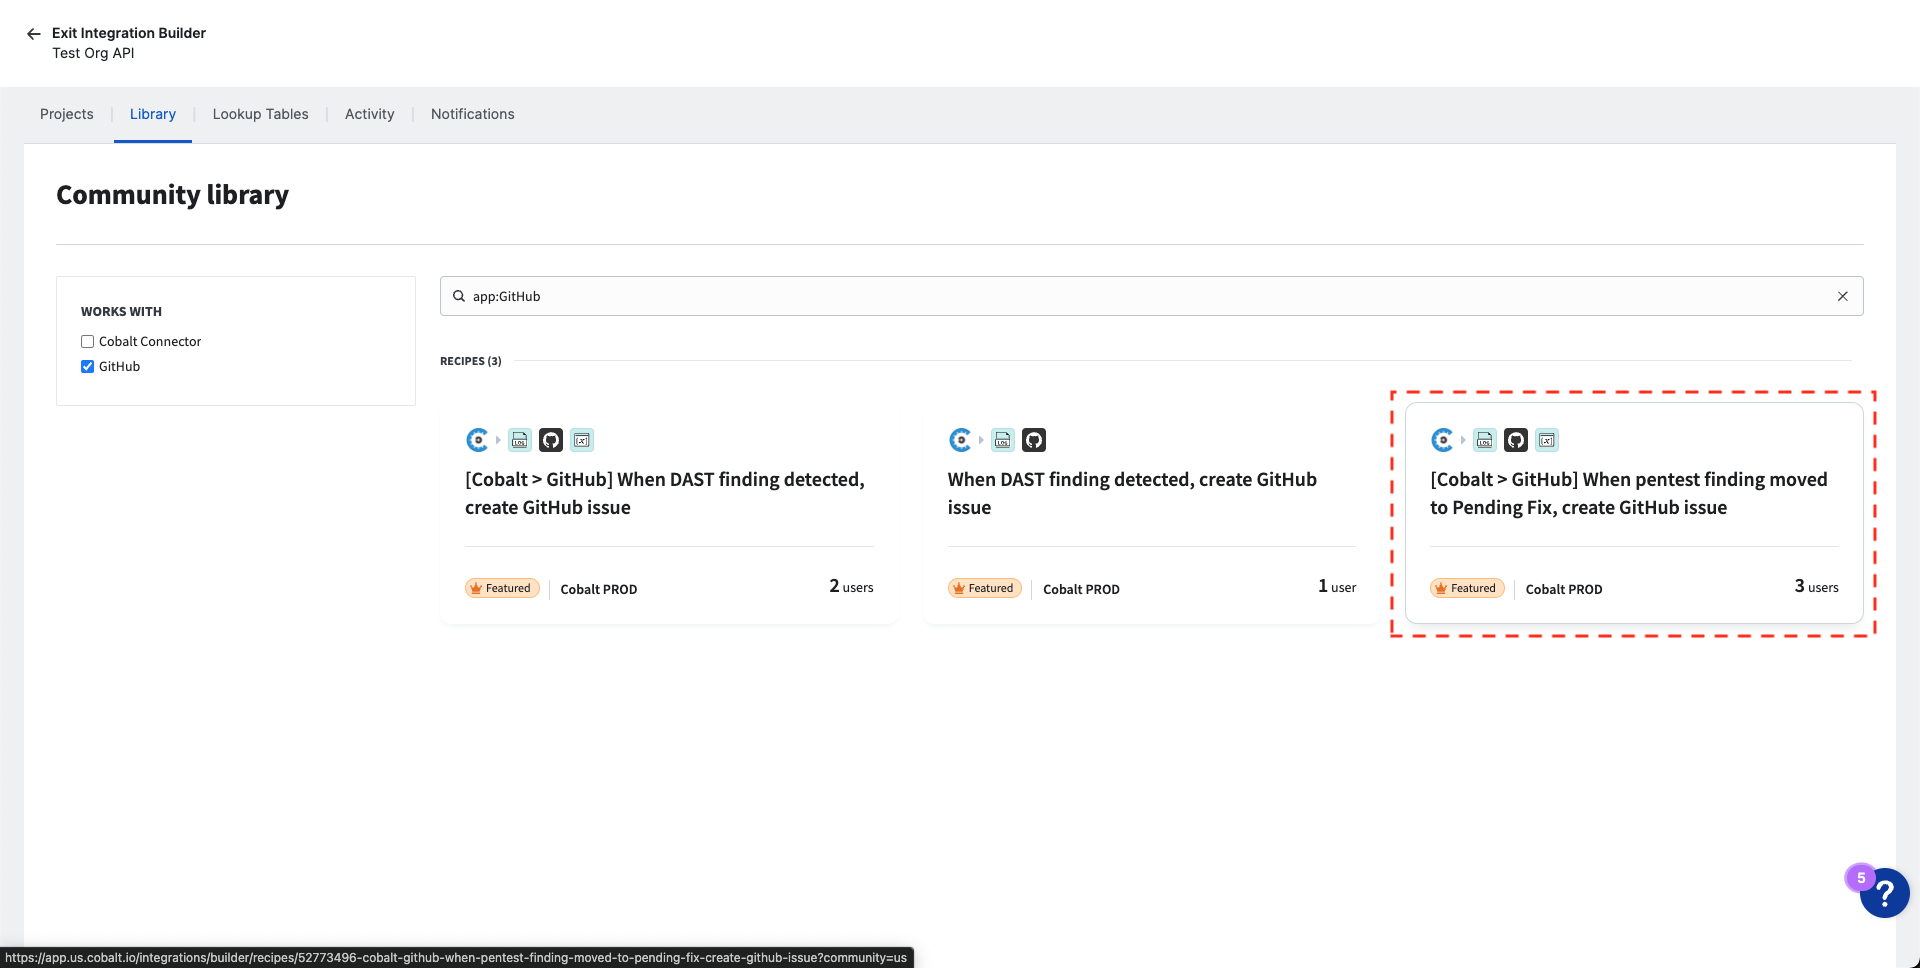 Exit Integration Builder
Test Org API
Projects
Library
Lookup Tables
Activity
Notifications
Community library
WORKS WITH
Cobalt Connector
GitHub
app:GitHub
RECIPES (3)
LOG
[Cobalt > GitHub] When DAST finding detected,
create GitHub issue
Featured
Cobalt PROD
2 users
LOG
When DAST finding detected, create GitHub
issue
Featured
Cobalt PROD
1 user
LOG
[Cobalt > GitHub] When pentest finding moved
to Pending Fix, create GitHub issue
Featured
Cobalt PROD
3 users
5
?
https://app.us.cobalt.io/integrations/builder/recipes/52773496-cobalt-github-when-pentest-finding-moved-to-pending-fix-create-github-issue?community=us